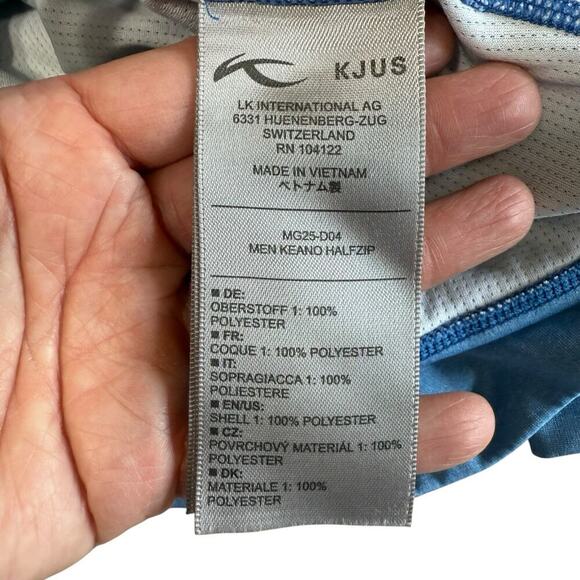 KJUS
LK INTERNATIONAL AG
6331 HUENENBERG-ZUG
SWITZERLAND
RN 104122
MADE IN VIETNAM
ベトナム製
MG25-D04
MEN KEANO HALFZIP
■ DE:
OBERSTOFF 1: 100%
POLYESTER
■ FR:
COQUE 1: 100% POLYESTER
■ IT:
SOPRAGIACCA 1: 100%
POLIESTERE
■ EN/US:
SHELL 1: 100% POLYESTER
■ CZ:
POVRCHOVÝ MATERIÁL 1: 100%
POLYESTER
■ DK:
MATERIALE 1: 100%
POLYESTER